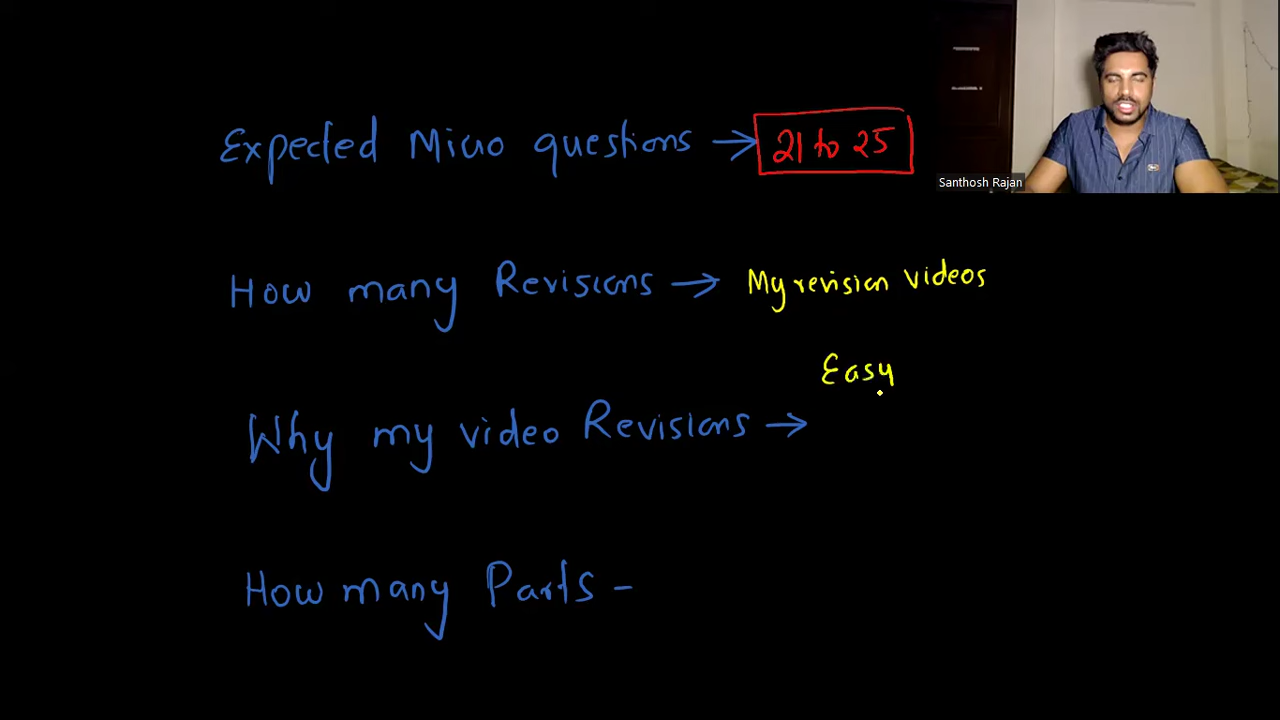 Expected Micro questions → 21 to 25
Santhosh Rajan
How many Revisions → My revision videos
Easy
Why my video Revisions →
How many Parts -